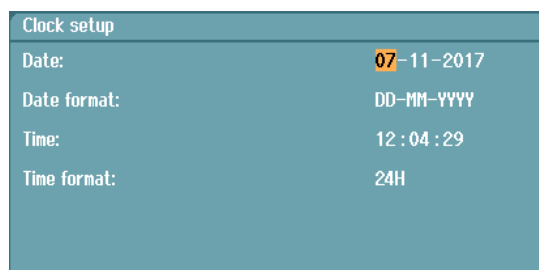 Clock setup
Date: 07-11-2017
Date format: DD-MM-YYYY
Time: 12:04:29
Time format: 24H